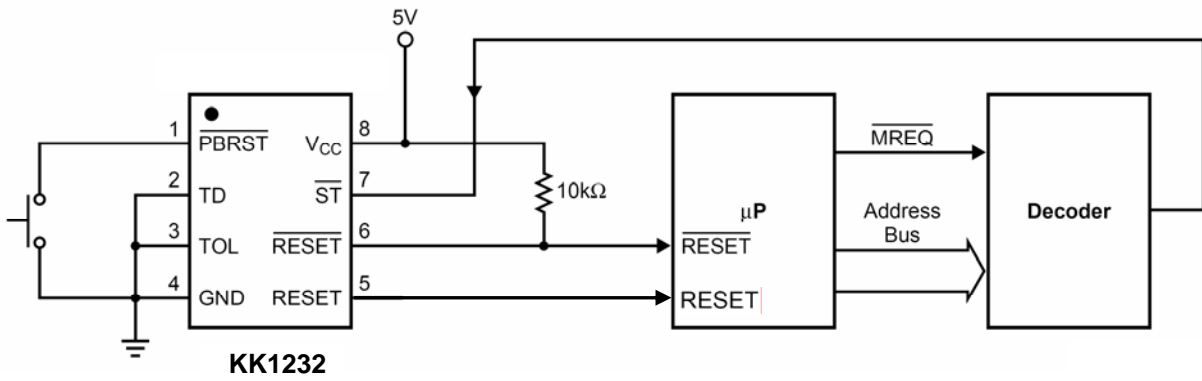 5V
1
PBRST
VCC
8
2
TD
ST
7
10kΩ
3
TOL
RESET
6
4
GND
RESET
5
KK1232
μP
RESET
RESET
MREQ
Address
Bus
Decoder